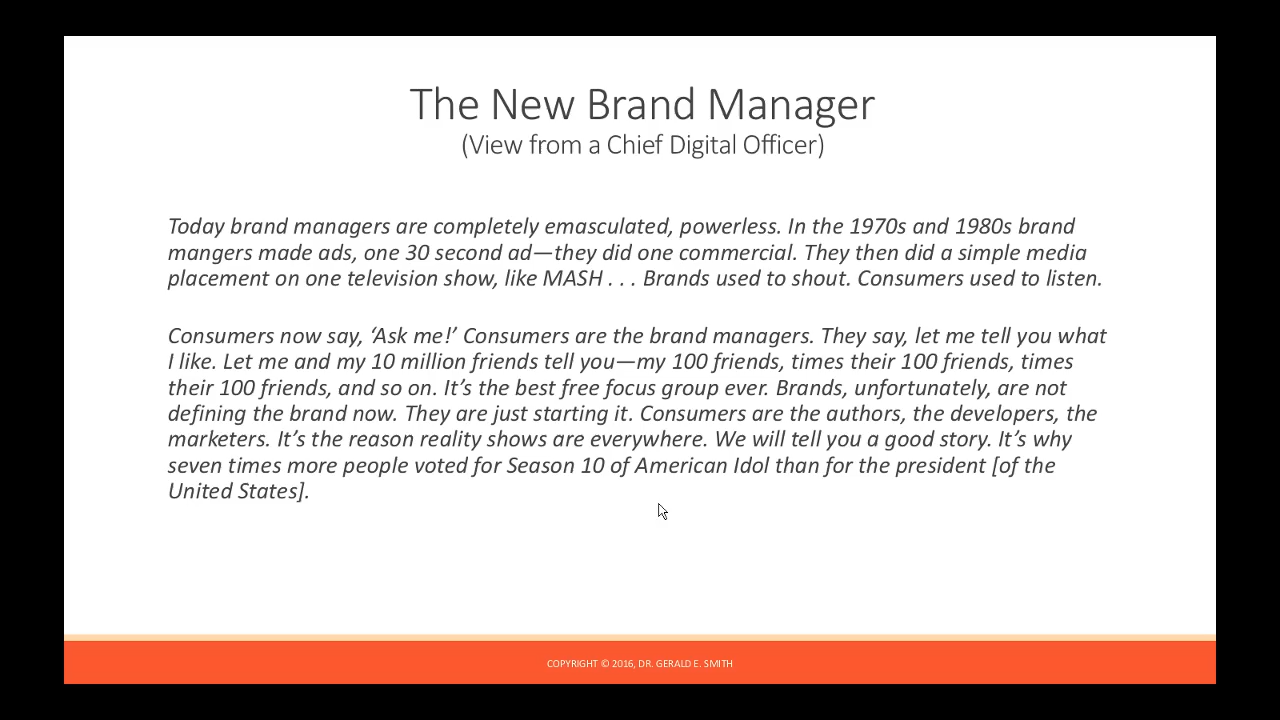 The New Brand Manager
(View from a Chief Digital Officer)
Today brand managers are completely emasculated, powerless. In the 1970s and 1980s brand
mangers made ads, one 30 second ad—they did one commercial. They then did a simple media
placement on one television show, like MASH . . . Brands used to shout. Consumers used to listen.
Consumers now say, ‘Ask me!’ Consumers are the brand managers. They say, let me tell you what
I like. Let me and my 10 million friends tell you—my 100 friends, times their 100 friends, times
their 100 friends, and so on. It’s the best free focus group ever. Brands, unfortunately, are not
defining the brand now. They are just starting it. Consumers are the authors, the developers, the
marketers. It’s the reason reality shows are everywhere. We will tell you a good story. It’s why
seven times more people voted for Season 10 of American Idol than for the president [of the
United States].
COPYRIGHT © 2016, DR. GERALD E. SMITH